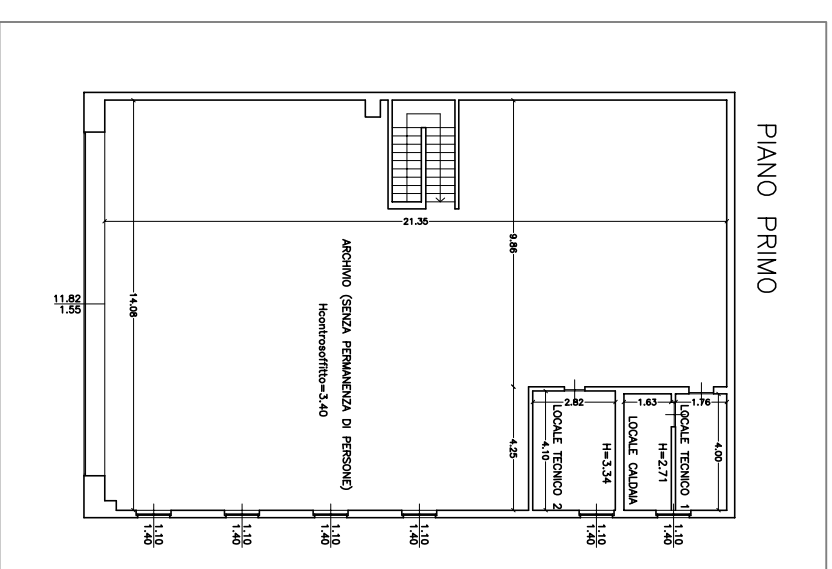 PIANO PRIMO
21.35
9.86
14.08
11.82
1.55
ARCHIVIO (SENZA PERMANENZA DI PERSONE)
Hcontrosoffitto=3.40
4.25
2.82
4.10
LOCALE TECNICO 2
H=3.34
1.63
LOCALE CALDAIA
H=2.71
1.76
LOCALE TECNICO 1
4.00
1.10
1.40
1.10
1.40
1.10
1.40
1.10
1.40
1.10
1.40
1.10
1.40